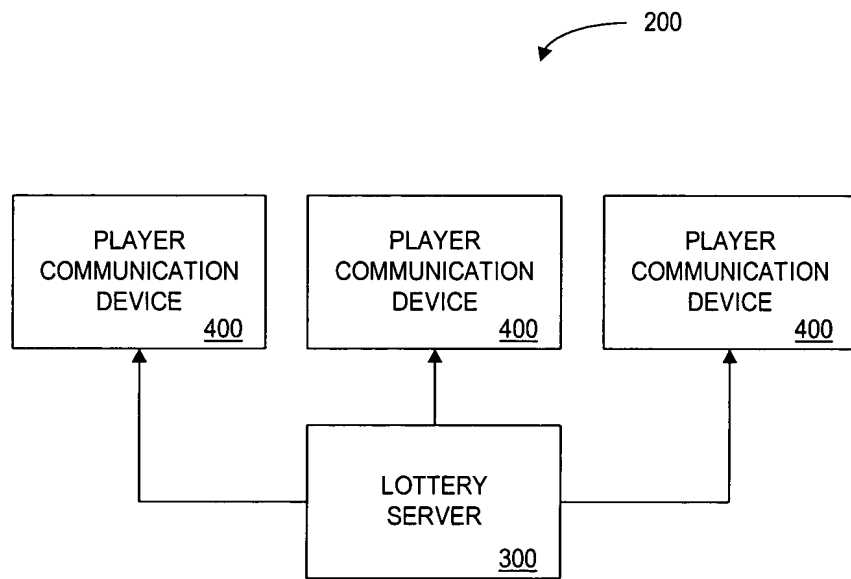 200
PLAYER
COMMUNICATION
DEVICE
400
PLAYER
COMMUNICATION
DEVICE
400
PLAYER
COMMUNICATION
DEVICE
400
LOTTERY
SERVER
300